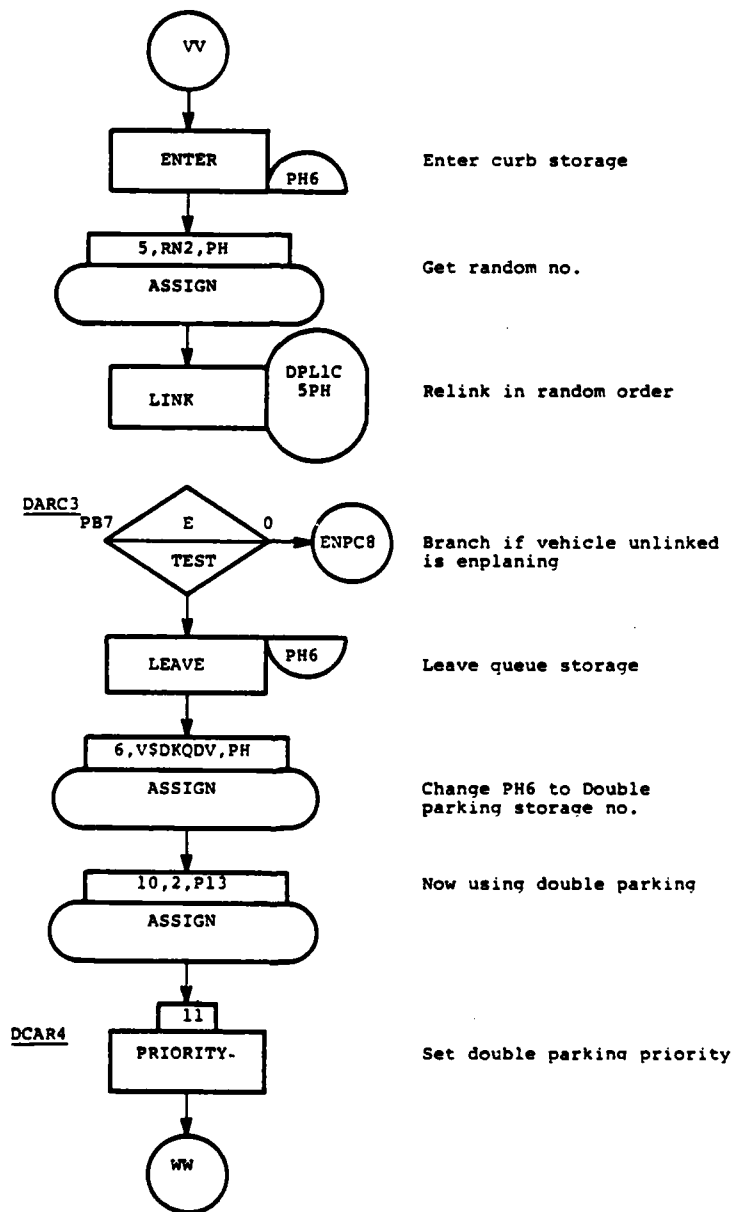 VV
ENTER
PH6
Enter curb storage
5,RN2,PH
ASSIGN
Get random no.
LINK
DPL1C
5PH
Relink in random order
DARC3
PB7
E
0
TEST
ENPC8
Branch if vehicle unlinked
is enplaning
LEAVE
PH6
Leave queue storage
6,V$DKQDV,PH
ASSIGN
Change PH6 to Double
parking storage no.
10,2,P13
ASSIGN
Now using double parking
DCAR4
11
PRIORITY-
Set double parking priority
WW